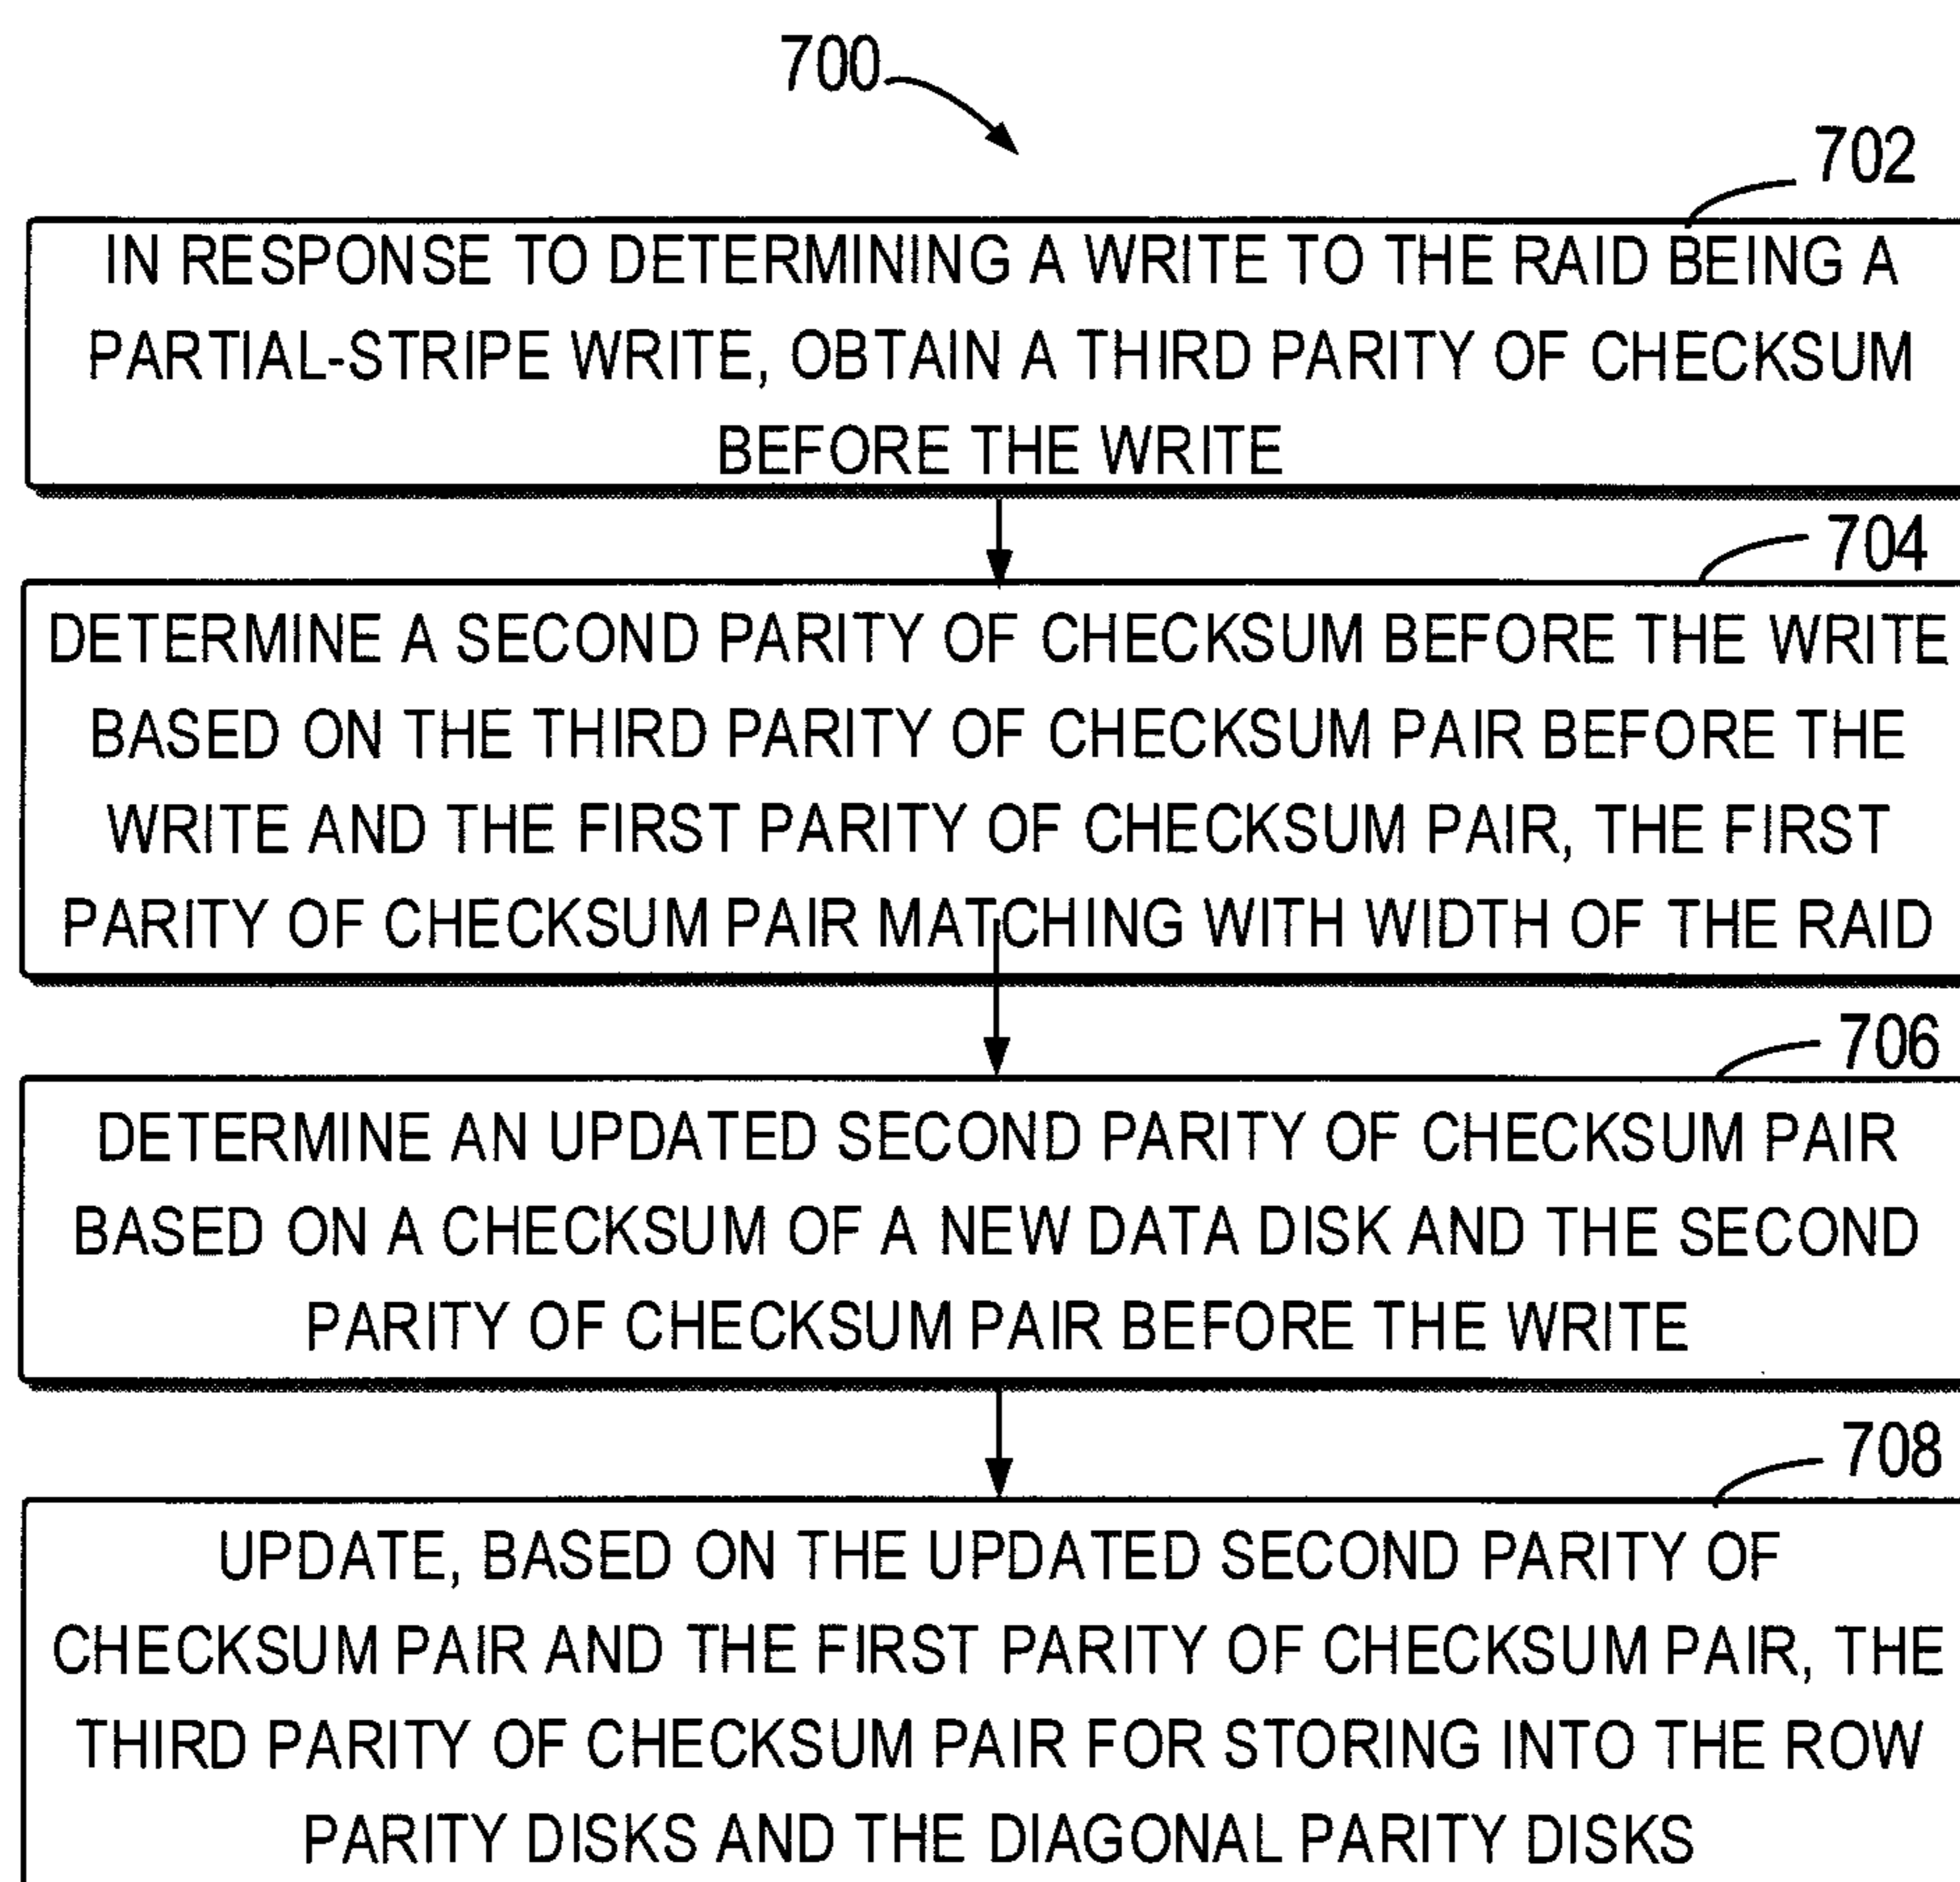 700
702
IN RESPONSE TO DETERMINING A WRITE TO THE RAID BEING A
PARTIAL-STRIPE WRITE, OBTAIN A THIRD PARITY OF CHECKSUM
BEFORE THE WRITE
704
DETERMINE A SECOND PARITY OF CHECKSUM BEFORE THE WRITE
BASED ON THE THIRD PARITY OF CHECKSUM PAIR BEFORE THE
WRITE AND THE FIRST PARITY OF CHECKSUM PAIR, THE FIRST
PARITY OF CHECKSUM PAIR MATCHING WITH WIDTH OF THE RAID
706
DETERMINE AN UPDATED SECOND PARITY OF CHECKSUM PAIR
BASED ON A CHECKSUM OF A NEW DATA DISK AND THE SECOND
PARITY OF CHECKSUM PAIR BEFORE THE WRITE
708
UPDATE, BASED ON THE UPDATED SECOND PARITY OF
CHECKSUM PAIR AND THE FIRST PARITY OF CHECKSUM PAIR, THE
THIRD PARITY OF CHECKSUM PAIR FOR STORING INTO THE ROW
PARITY DISKS AND THE DIAGONAL PARITY DISKS